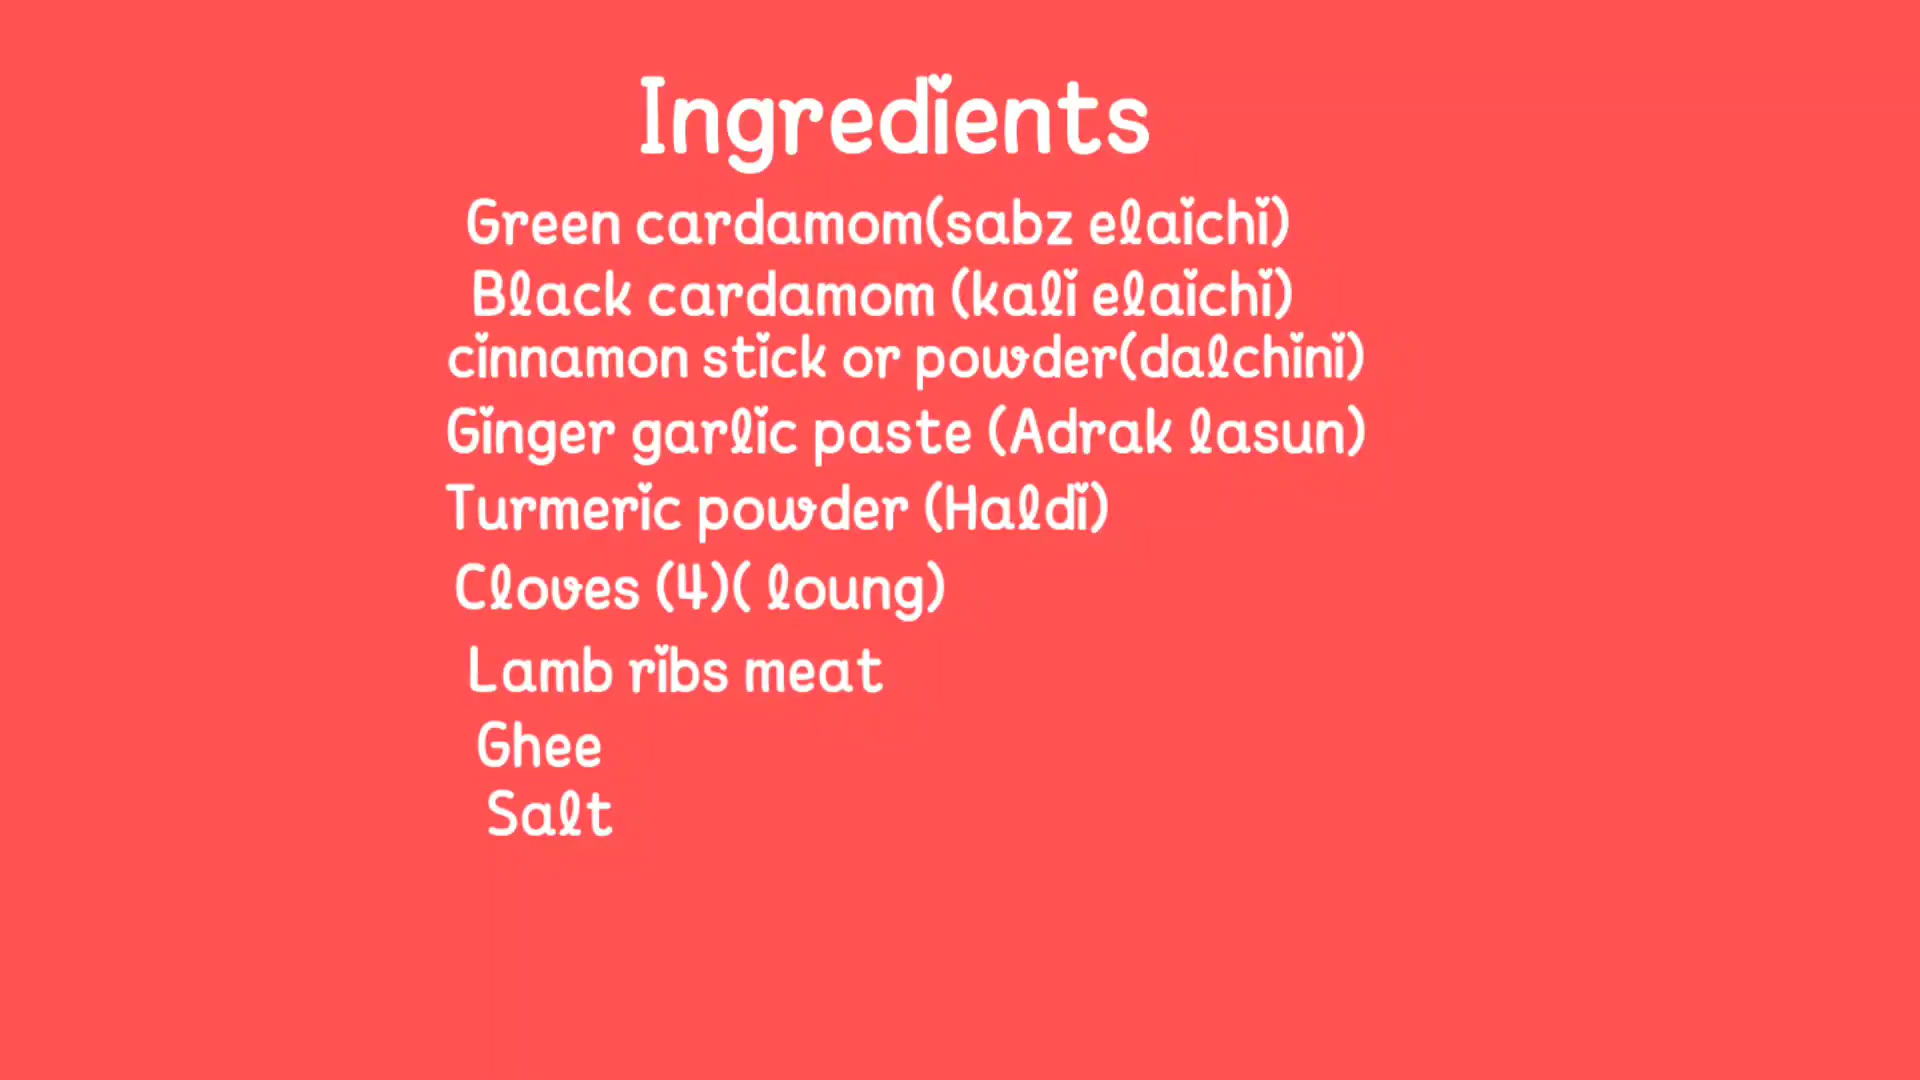 Ingredients
Green cardamom(sabz elaichi)
Black cardamom (kali elaichi)
cinnamon stick or powder(dalchini)
Ginger garlic paste (Adrak lasun)
Turmeric powder (Haldi)
Cloves (4)( loung)
Lamb ribs meat
Ghee
Salt